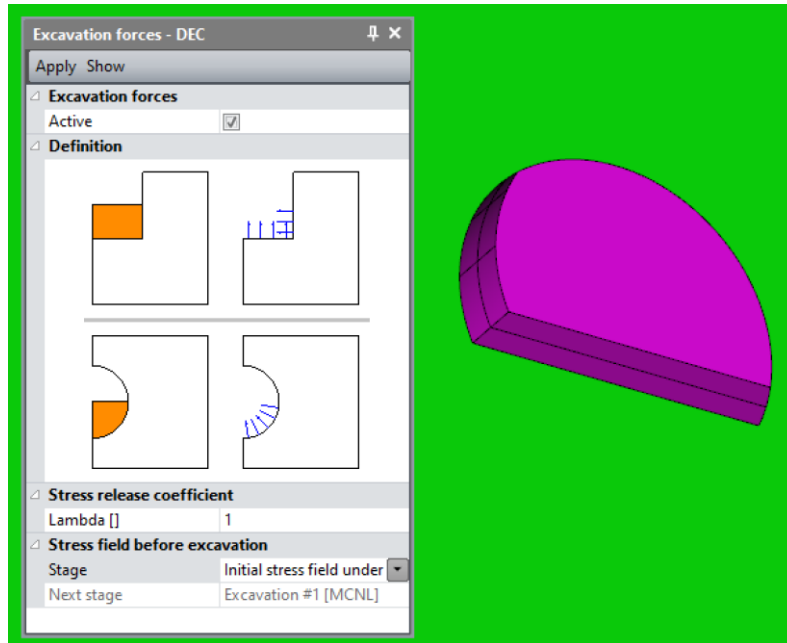 Excavation forces - DEC
Apply Show
Excavation forces
Active
Definition
Stress release coefficient
Lambda [] 1
Stress field before excavation
Stage Initial stress field under
Next stage Excavation #1 [MCNL]